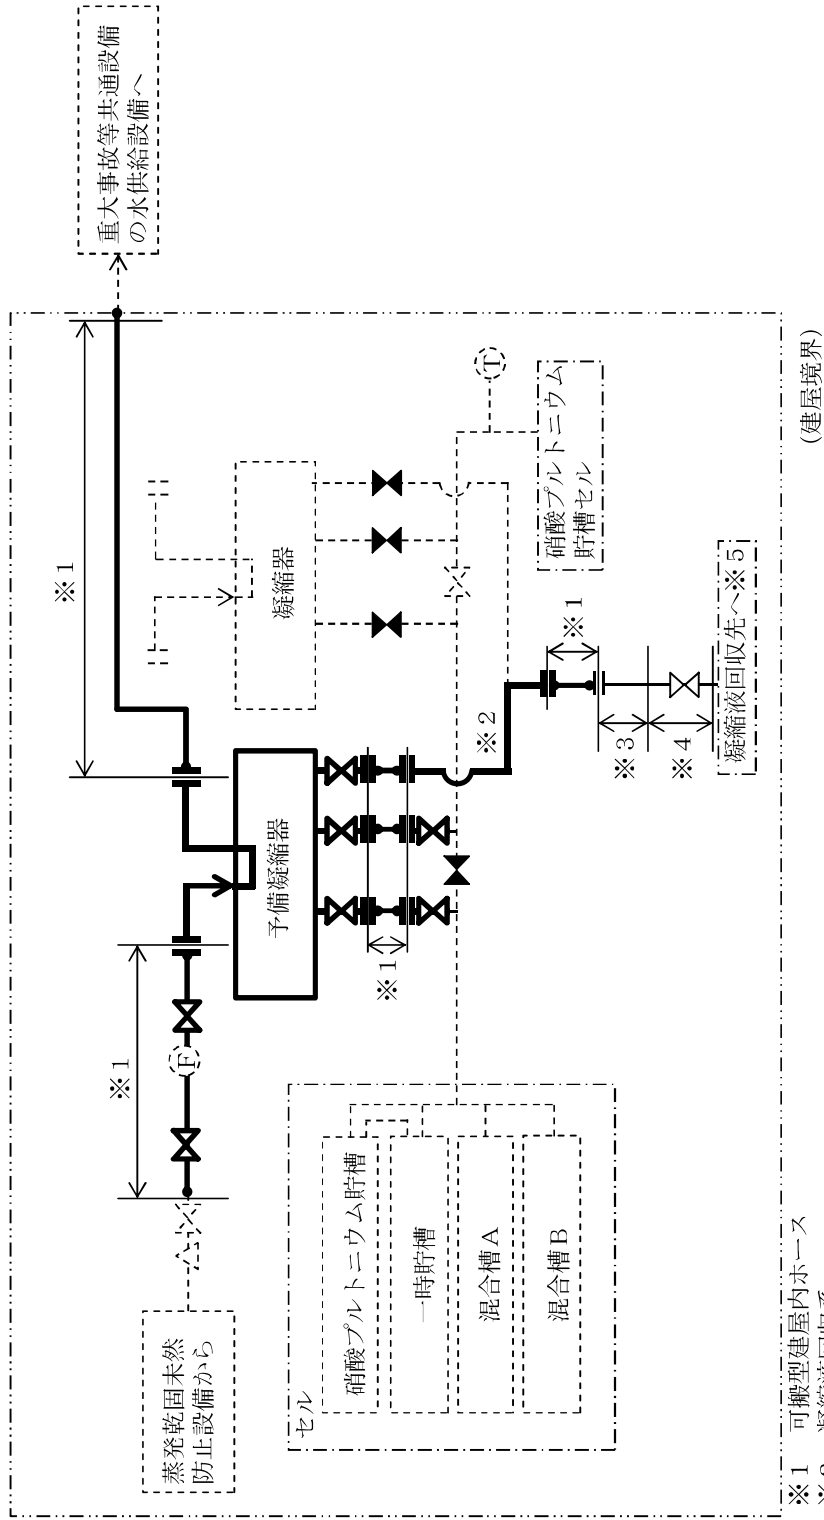 重大事故等共通設備
の水供給設備へ
※1
凝縮器
T
硝酸プルトニウム
貯槽セル
(建屋境界)
※1
F
予備凝縮器
※1
※2
※1
※3
※4
凝縮液回収先へ※5
蒸発乾固未然
防止設備から
セル
硝酸プルトニウム貯槽
一時貯槽
混合槽A
混合槽B
※1 可搬型建屋内ホース